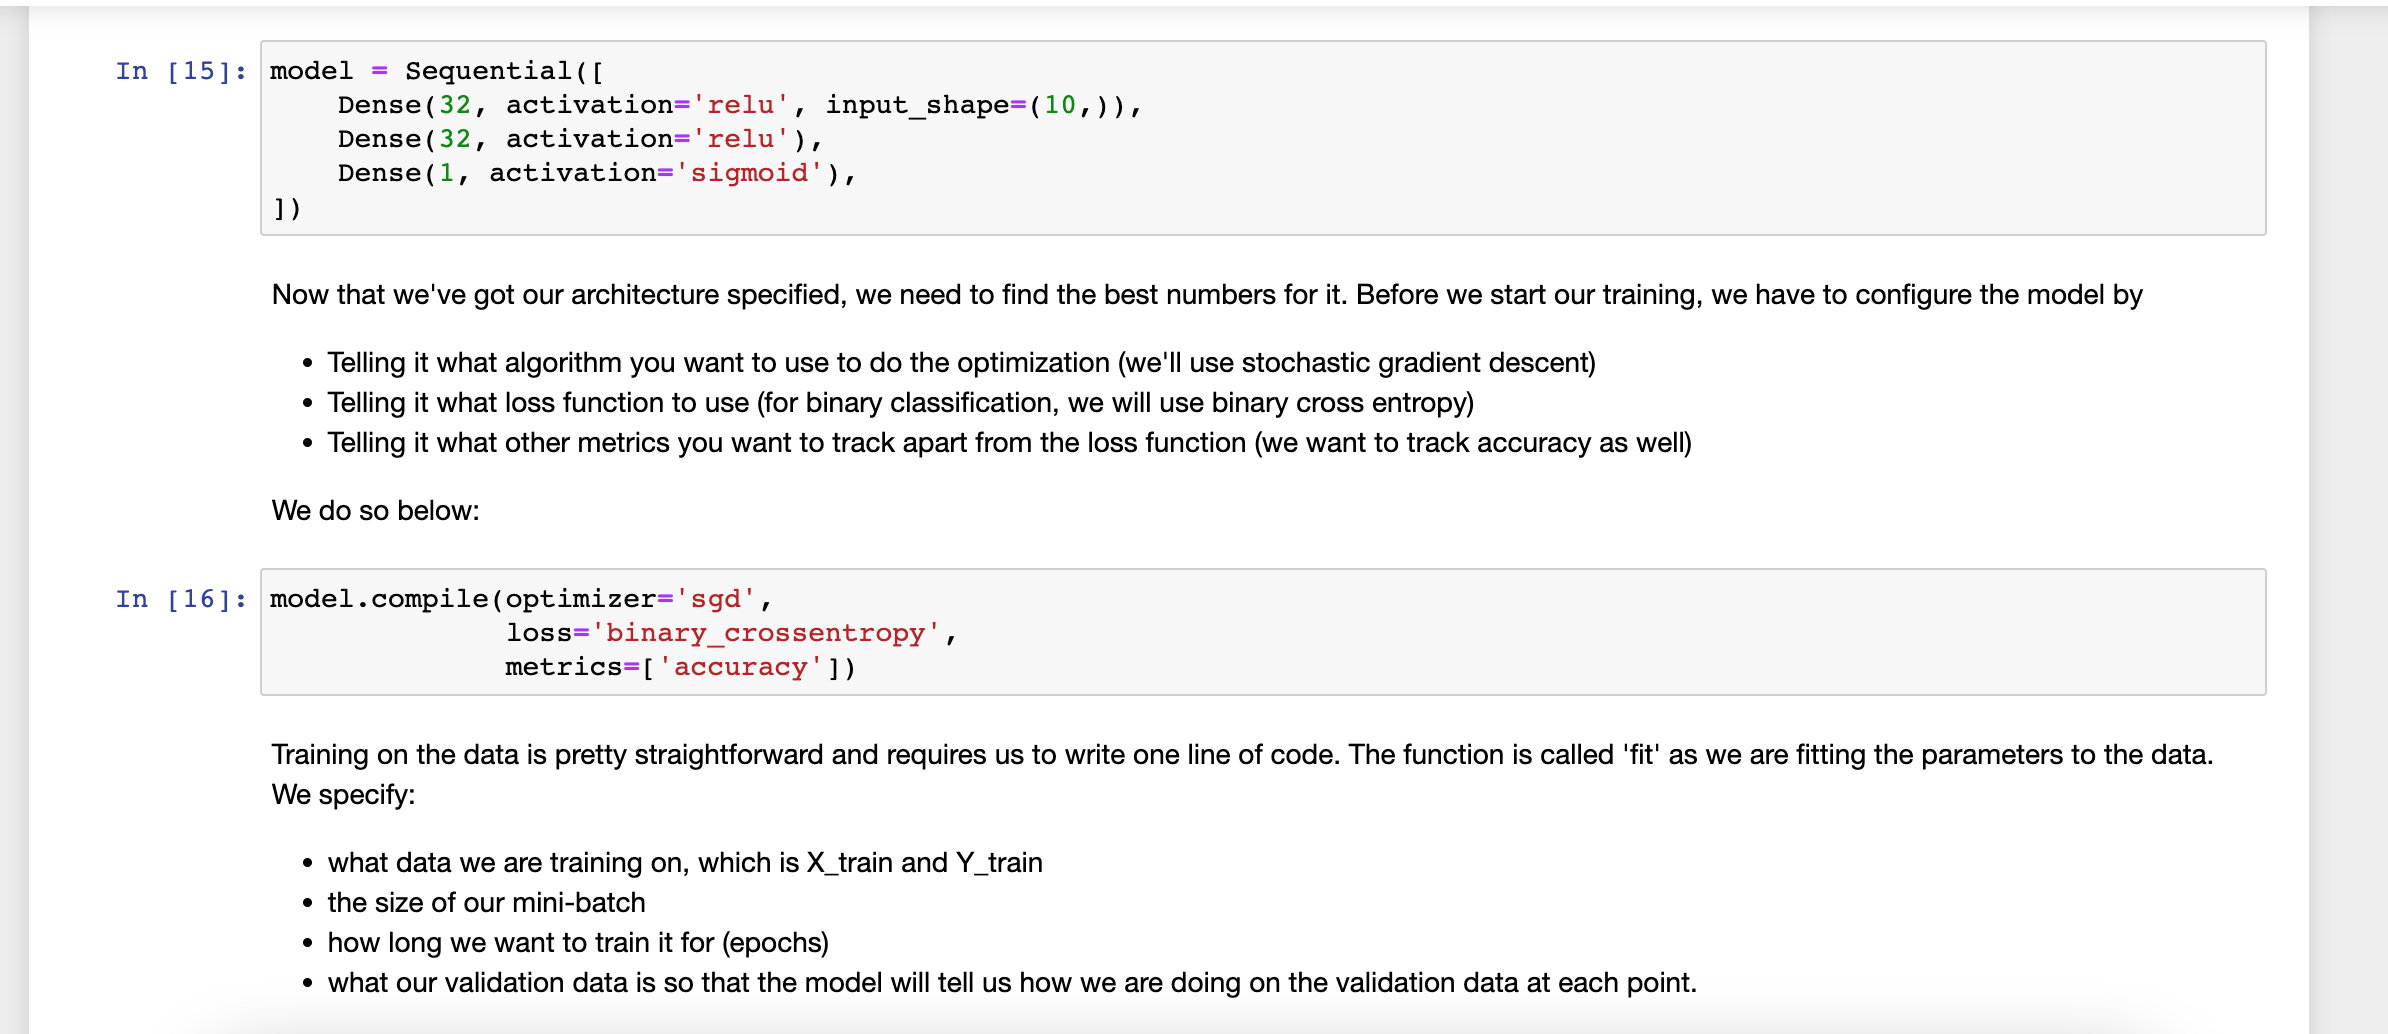 In [15]: model = Sequential([
    Dense(32, activation='relu', input_shape=(10,)),
    Dense(32, activation='relu'),
    Dense(1, activation='sigmoid'),
])
Now that we've got our architecture specified, we need to find the best numbers for it. Before we start our training, we have to configure the model by
• Telling it what algorithm you want to use to do the optimization (we'll use stochastic gradient descent)
• Telling it what loss function to use (for binary classification, we will use binary cross entropy)
• Telling it what other metrics you want to track apart from the loss function (we want to track accuracy as well)
We do so below:
In [16]: model.compile(optimizer='sgd',
              loss='binary_crossentropy',
              metrics=['accuracy'])
Training on the data is pretty straightforward and requires us to write one line of code. The function is called 'fit' as we are fitting the parameters to the data.
We specify:
• what data we are training on, which is X_train and Y_train
• the size of our mini-batch
• how long we want to train it for (epochs)
• what our validation data is so that the model will tell us how we are doing on the validation data at each point.